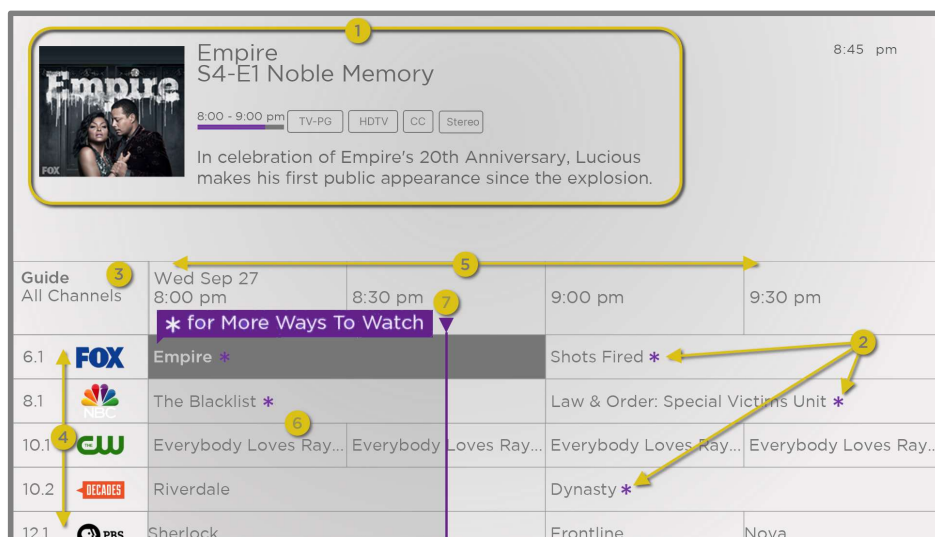 1
Empire
8:45 pm
S4-E1 Noble Memory
Empire
8:00 - 9:00 pm TV-PG HDTV CC Stereo
In celebration of Empire's 20th Anniversary, Lucious
makes his first public appearance since the explosion.
FOX
Guide 3
All Channels
5
Wed Sep 27
8:00 pm 8:30 pm 7 9:00 pm 9:30 pm
* for More Ways To Watch
2
6.1 FOX Empire * Shots Fired *
8.1 NBC The Blacklist * Law & Order: Special Victims Unit *
6
4
10.1 THE CW Everybody Loves Ray... Everybody Loves Ray... Everybody Loves Ray... Everybody Loves Ray...
10.2 DECADES Riverdale Dynasty *
12.1 PBS Sherlock Frontline Nova